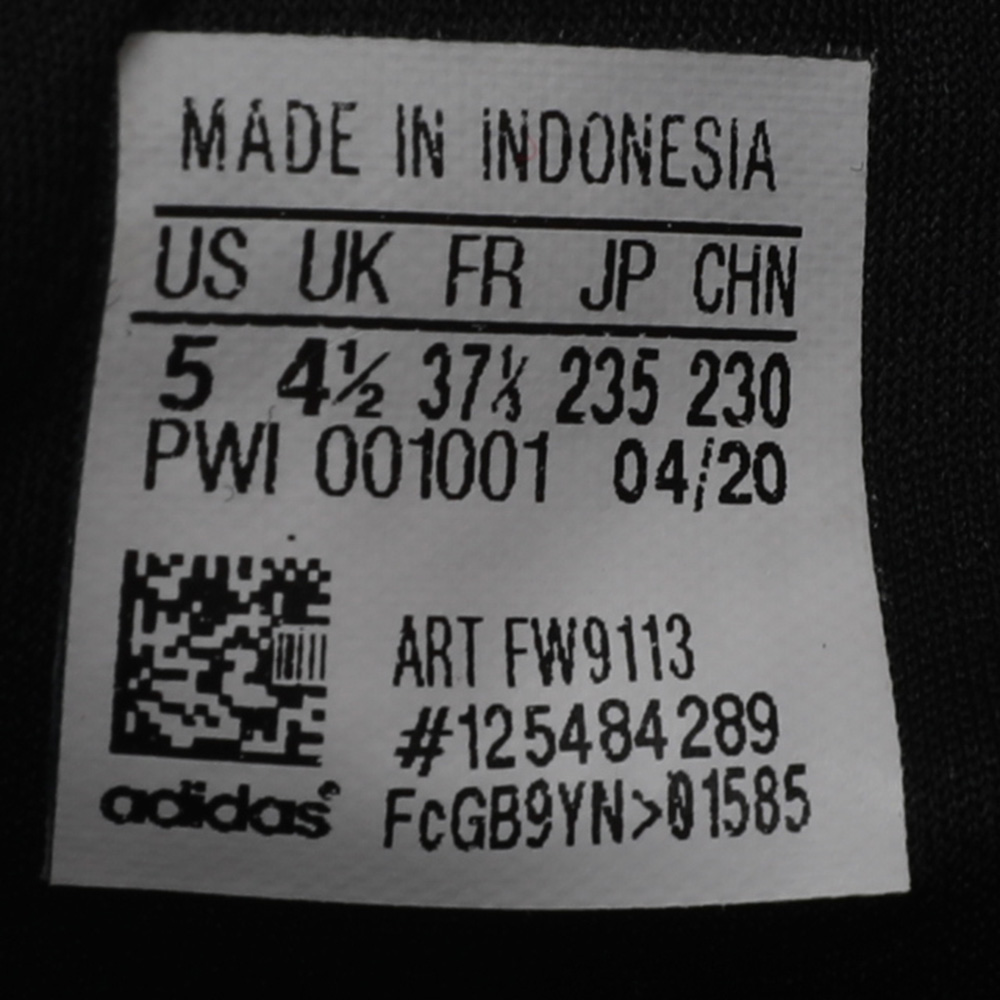 MADE IN INDONESIA
US UK FR JP CHN
5 4½ 37⅓ 235 230
PWI 001001 04/20
ART FW9113
#125484289
adidas® FcGB9YN>01585